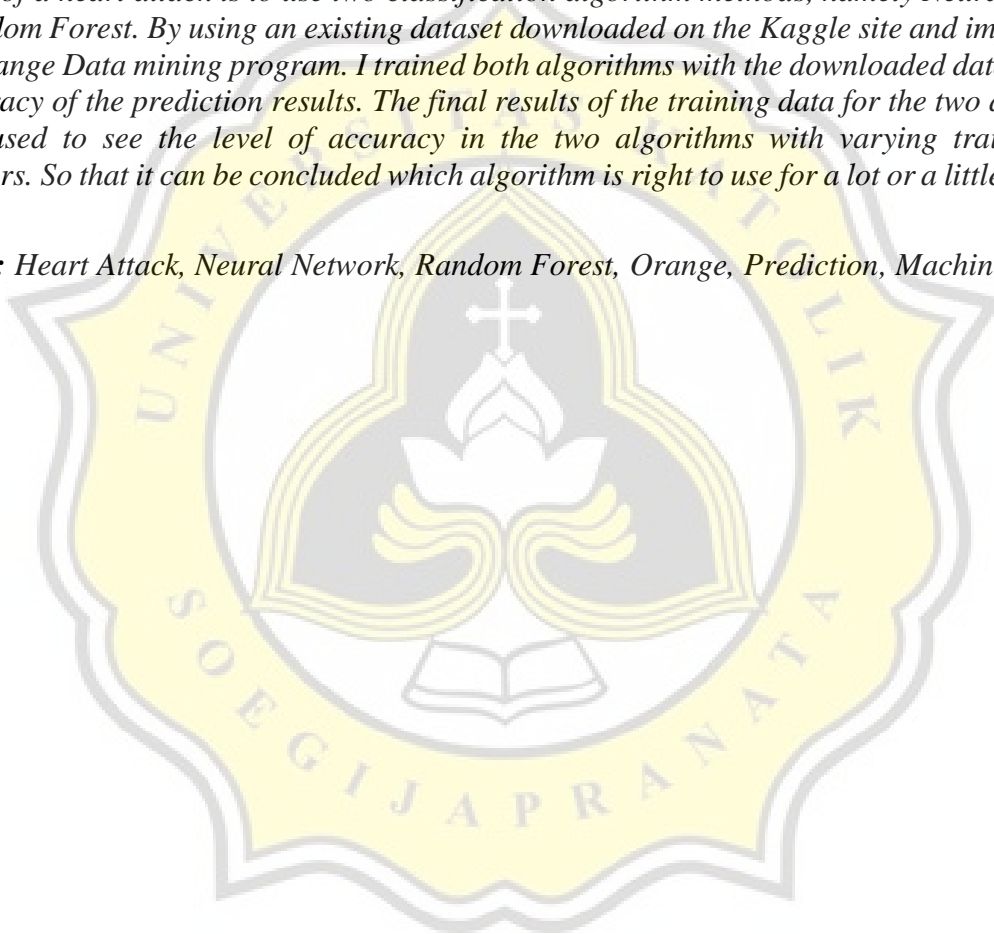 of a heart attack is to use two classification algorithm methods, namely Neur
dom Forest. By using an existing dataset downloaded on the Kaggle site and im
ange Data mining program. I trained both algorithms with the downloaded dat
racy of the prediction results. The final results of the training data for the two
used to see the level of accuracy in the two algorithms with varying trai
ers. So that it can be concluded which algorithm is right to use for a lot or a little
: Heart Attack, Neural Network, Random Forest, Orange, Prediction, Machin
UNIVERSITAS KATOLIK
SOEGIJAPRANATA